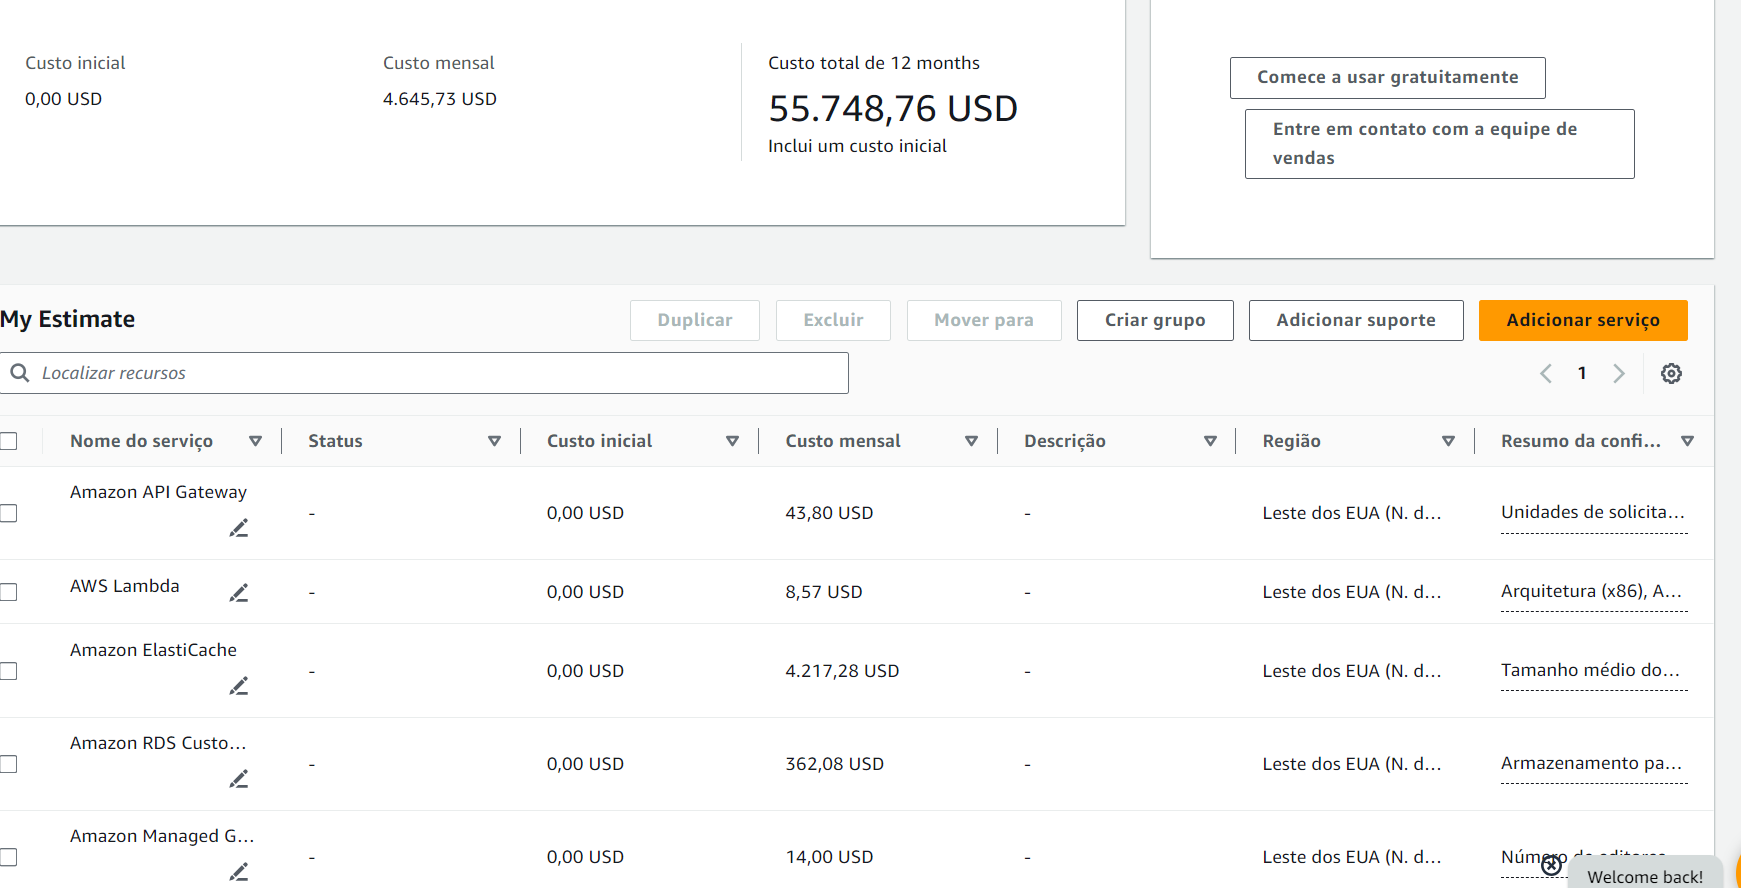 Custo inicial
0,00 USD
Custo mensal
4.645,73 USD
Custo total de 12 months
55.748,76 USD
Inclui um custo inicial
Comece a usar gratuitamente
Entre em contato com a equipe de
vendas
My Estimate
Duplicar
Excluir
Mover para
Criar grupo
Adicionar suporte
Adicionar serviço
Localizar recursos
1
Nome do serviço
Status
Custo inicial
Custo mensal
Descrição
Região
Resumo da confi...
Amazon API Gateway
-
0,00 USD
43,80 USD
-
Leste dos EUA (N. d...
Unidades de solicita...
AWS Lambda
-
0,00 USD
8,57 USD
-
Leste dos EUA (N. d...
Arquitetura (x86), A...
Amazon ElastiCache
-
0,00 USD
4.217,28 USD
-
Leste dos EUA (N. d...
Tamanho médio do...
Amazon RDS Custo...
-
0,00 USD
362,08 USD
-
Leste dos EUA (N. d...
Armazenamento pa...
Amazon Managed G...
-
0,00 USD
14,00 USD
-
Leste dos EUA (N. d...
Número de editores
Welcome back!